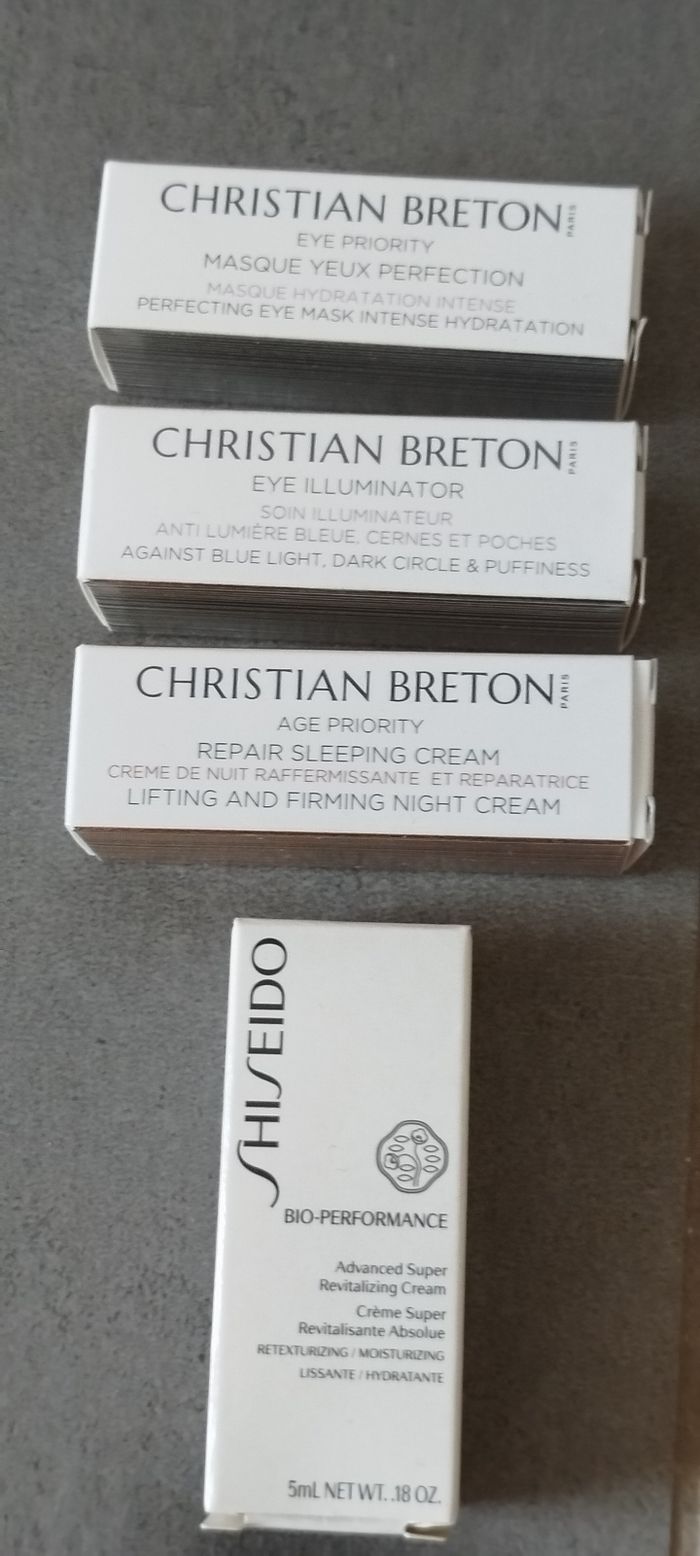 CHRISTIAN BRETON PARIS
EYE PRIORITY
MASQUE YEUX PERFECTION
MASQUE HYDRATATION INTENSE
PERFECTING EYE MASK INTENSE HYDRATATION
CHRISTIAN BRETON PARIS
EYE ILLUMINATOR
SOIN ILLUMINATEUR
ANTI LUMIÈRE BLEUE, CERNES ET POCHES
AGAINST BLUE LIGHT, DARK CIRCLE & PUFFINESS
CHRISTIAN BRETON PARIS
AGE PRIORITY
REPAIR SLEEPING CREAM
CREME DE NUIT RAFFERMISSANTE ET REPARATRICE
LIFTING AND FIRMING NIGHT CREAM
SHISEIDO
BIO-PERFORMANCE
Advanced Super
Revitalizing Cream
Crème Super
Revitalisante Absolue
RETEXTURIZING / MOISTURIZING
LISSANTE / HYDRATANTE
5mL NET WT. .18 OZ.